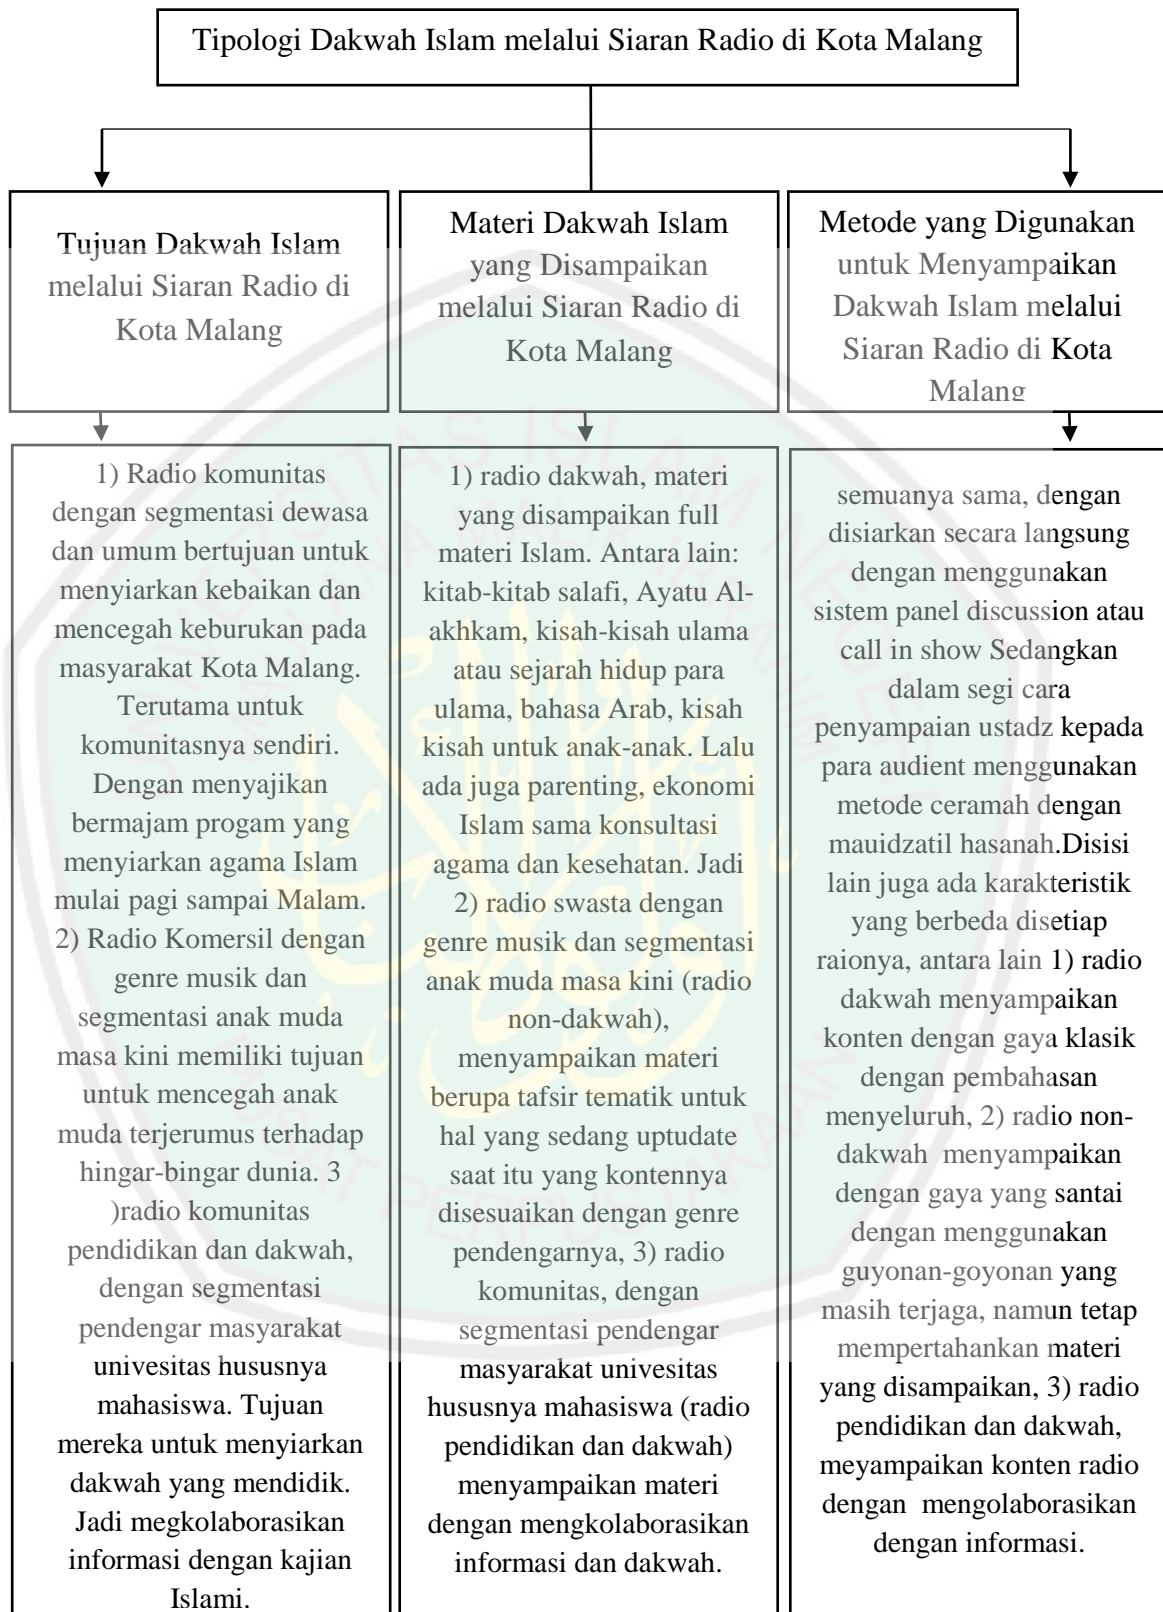 Tipologi Dakwah Islam melalui Siaran Radio di Kota Malang
Tujuan Dakwah Islam
melalui Siaran Radio di
Kota Malang
Materi Dakwah Islam
yang Disampaikan
melalui Siaran Radio di
Kota Malang
Metode yang Digunakan
untuk Menyampaikan
Dakwah Islam melalui
Siaran Radio di Kota
Malang
1) Radio komunitas
dengan segmentasi dewasa
dan umum bertujuan untuk
menyiarkan kebaikan dan
mencegah keburukan pada
masyarakat Kota Malang.
Terutama untuk
komunitasnya sendiri.
Dengan menyajikan
bermajam progam yang
menyiarkan agama Islam
mulai pagi sampai Malam.
2) Radio Komersil dengan
genre musik dan
segmentasi anak muda
masa kini memiliki tujuan
untuk mencegah anak
muda terjerumus terhadap
hingar-bingar dunia. 3
)radio komunitas
pendidikan dan dakwah,
dengan segmentasi
pendengar masyarakat
univesitas hususnya
mahasiswa. Tujuan
mereka untuk menyiarkan
dakwah yang mendidik.
Jadi megkolaborasikan
informasi dengan kajian
Islami.
1) radio dakwah, materi
yang disampaikan full
materi Islam. Antara lain:
kitab-kitab salafi, Ayatu Al-
akhkam, kisah-kisah ulama
atau sejarah hidup para
ulama, bahasa Arab, kisah
kisah untuk anak-anak. Lalu
ada juga parenting, ekonomi
Islam sama konsultasi
agama dan kesehatan. Jadi
2) radio swasta dengan
genre musik dan segmentasi
anak muda masa kini (radio
non-dakwah),
menyampaikan materi
berupa tafsir tematik untuk
hal yang sedang uptudate
saat itu yang kontennya
disesuaikan dengan genre
pendengarnya, 3) radio
komunitas, dengan
segmentasi pendengar
masyarakat univesitas
hususnya mahasiswa (radio
pendidikan dan dakwah)
menyampaikan materi
dengan mengkolaborasikan
informasi dan dakwah.
semuanya sama, dengan
disiarkan secara langsung
dengan menggunakan
sistem panel discussion atau
call in show Sedangkan
dalam segi cara
penyampaian ustadz kepada
para audient menggunakan
metode ceramah dengan
mauidzatil hasanah.Disisi
lain juga ada karakteristik
yang berbeda disetiap
raionya, antara lain 1) radio
dakwah menyampaikan
konten dengan gaya klasik
dengan pembahasan
menyeluruh, 2) radio non-
dakwah menyampaikan
dengan gaya yang santai
dengan menggunakan
guyonan-goyonan yang
masih terjaga, namun tetap
mempertahankan materi
yang disampaikan, 3) radio
pendidikan dan dakwah,
meyampaikan konten radio
dengan mengolaborasikan
dengan informasi.